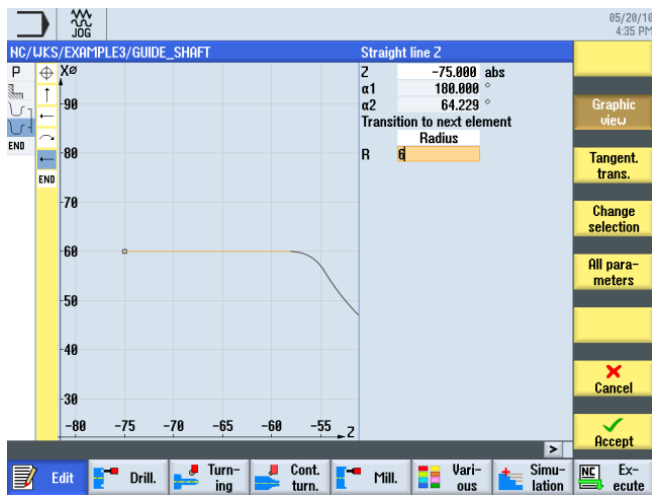 JOG
05/20/10
4:35 PM
NC/WKS/EXAMPLE3/GUIDE_SHAFT
Straight line Z
P
END
END
XØ
90
80
70
60
50
40
30
-80 -75 -70 -65 -60 -55 Z
Z -75.000 abs
α1 180.000 °
α2 64.229 °
Transition to next element
Radius
R 6
Graphic
view
Tangent.
trans.
Change
selection
All para-
meters
Cancel
Accept
>
Edit
Drill.
Turn-
ing
Cont.
turn.
Mill.
Vari-
ous
Simu-
lation
NC
Ex-
ecute